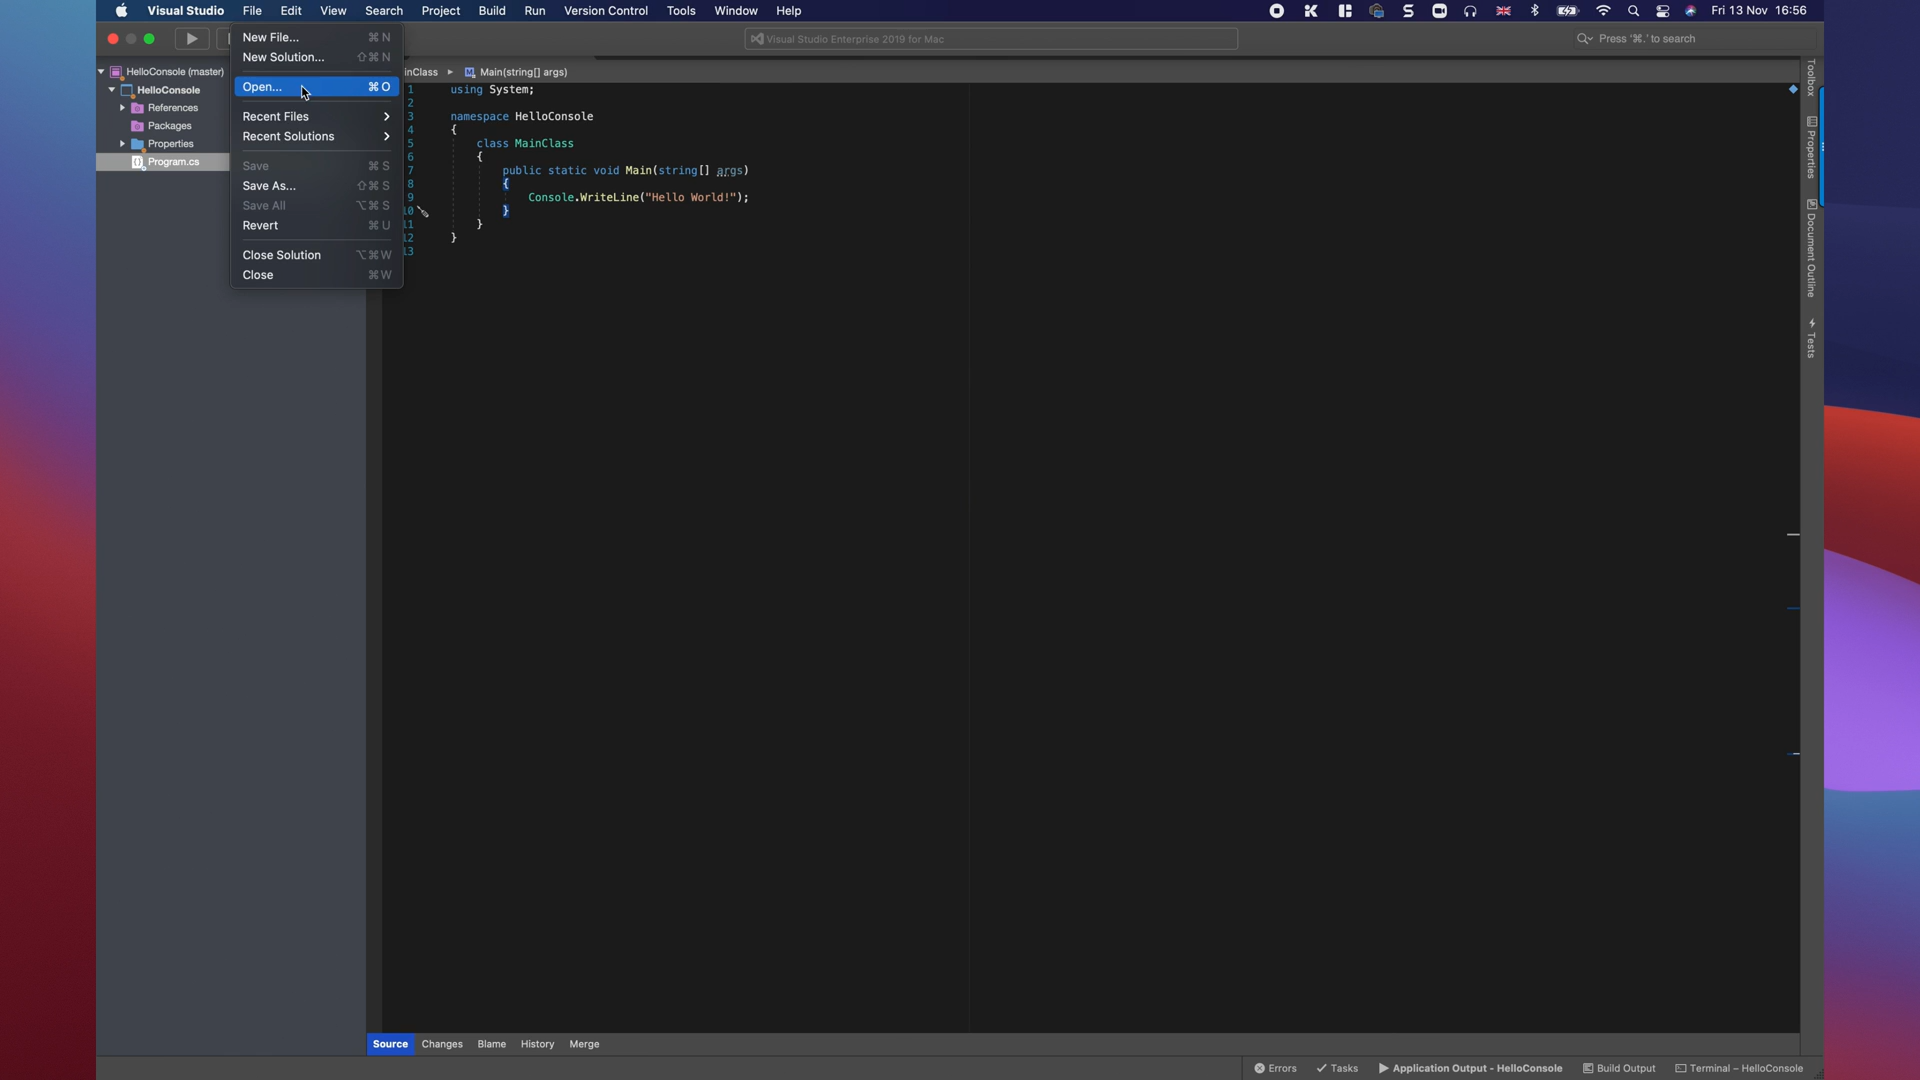 Visual Studio File Edit View Search Project Build Run Version Control Tools Window Help Fri 13 Nov 16:56
Visual Studio Enterprise 2019 for Mac
Press '⌘.' to search
New File... ⌘ N
New Solution... ⇧⌘ N
Open... ⌘ O
Recent Files
Recent Solutions
Save ⌘ S
Save As... ⇧⌘ S
Save All ⌥⌘ S
Revert ⌘ U
Close Solution ⌥⌘ W
Close ⌘ W
HelloConsole (master)
HelloConsole
References
Packages
Properties
Program.cs
inClass Main(string[] args)
1 using System;
2
3 namespace HelloConsole
4 {
5 class MainClass
6 {
7 public static void Main(string[] args)
8 {
9 Console.WriteLine("Hello World!");
10 }
11 }
12 }
13
Toolbox
Properties
Document Outline
Tests
Source Changes Blame History Merge
Errors Tasks Application Output - HelloConsole Build Output Terminal – HelloConsole